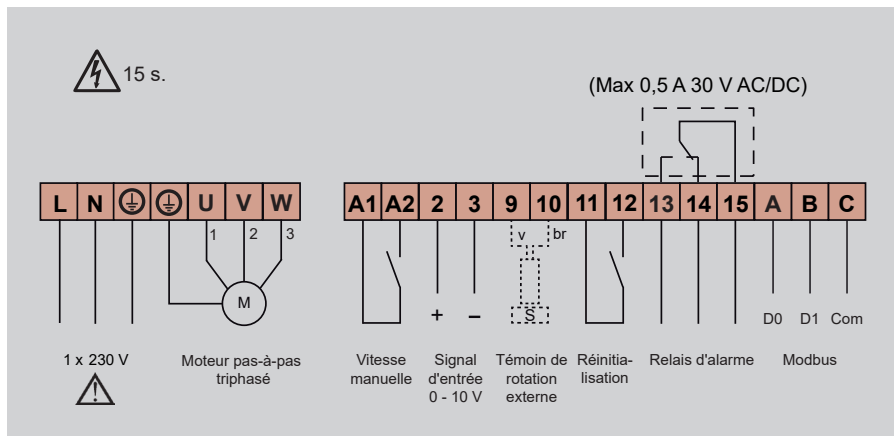 15 s.
(Max 0,5 A 30 V AC/DC)
L N U V W
A1 A2 2 3 9 10 11 12 13 14 15 A B C
1 2 3
v br
M
+ –
S
D0 D1 Com
1 x 230 V
Moteur pas-à-pas
triphasé
Vitesse
manuelle
Signal
d'entrée
0 - 10 V
Témoin de
rotation
externe
Réinitia-
lisation
Relais d'alarme
Modbus